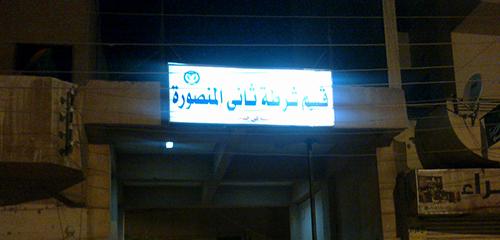 قسم شرطة ثانى المنصورة